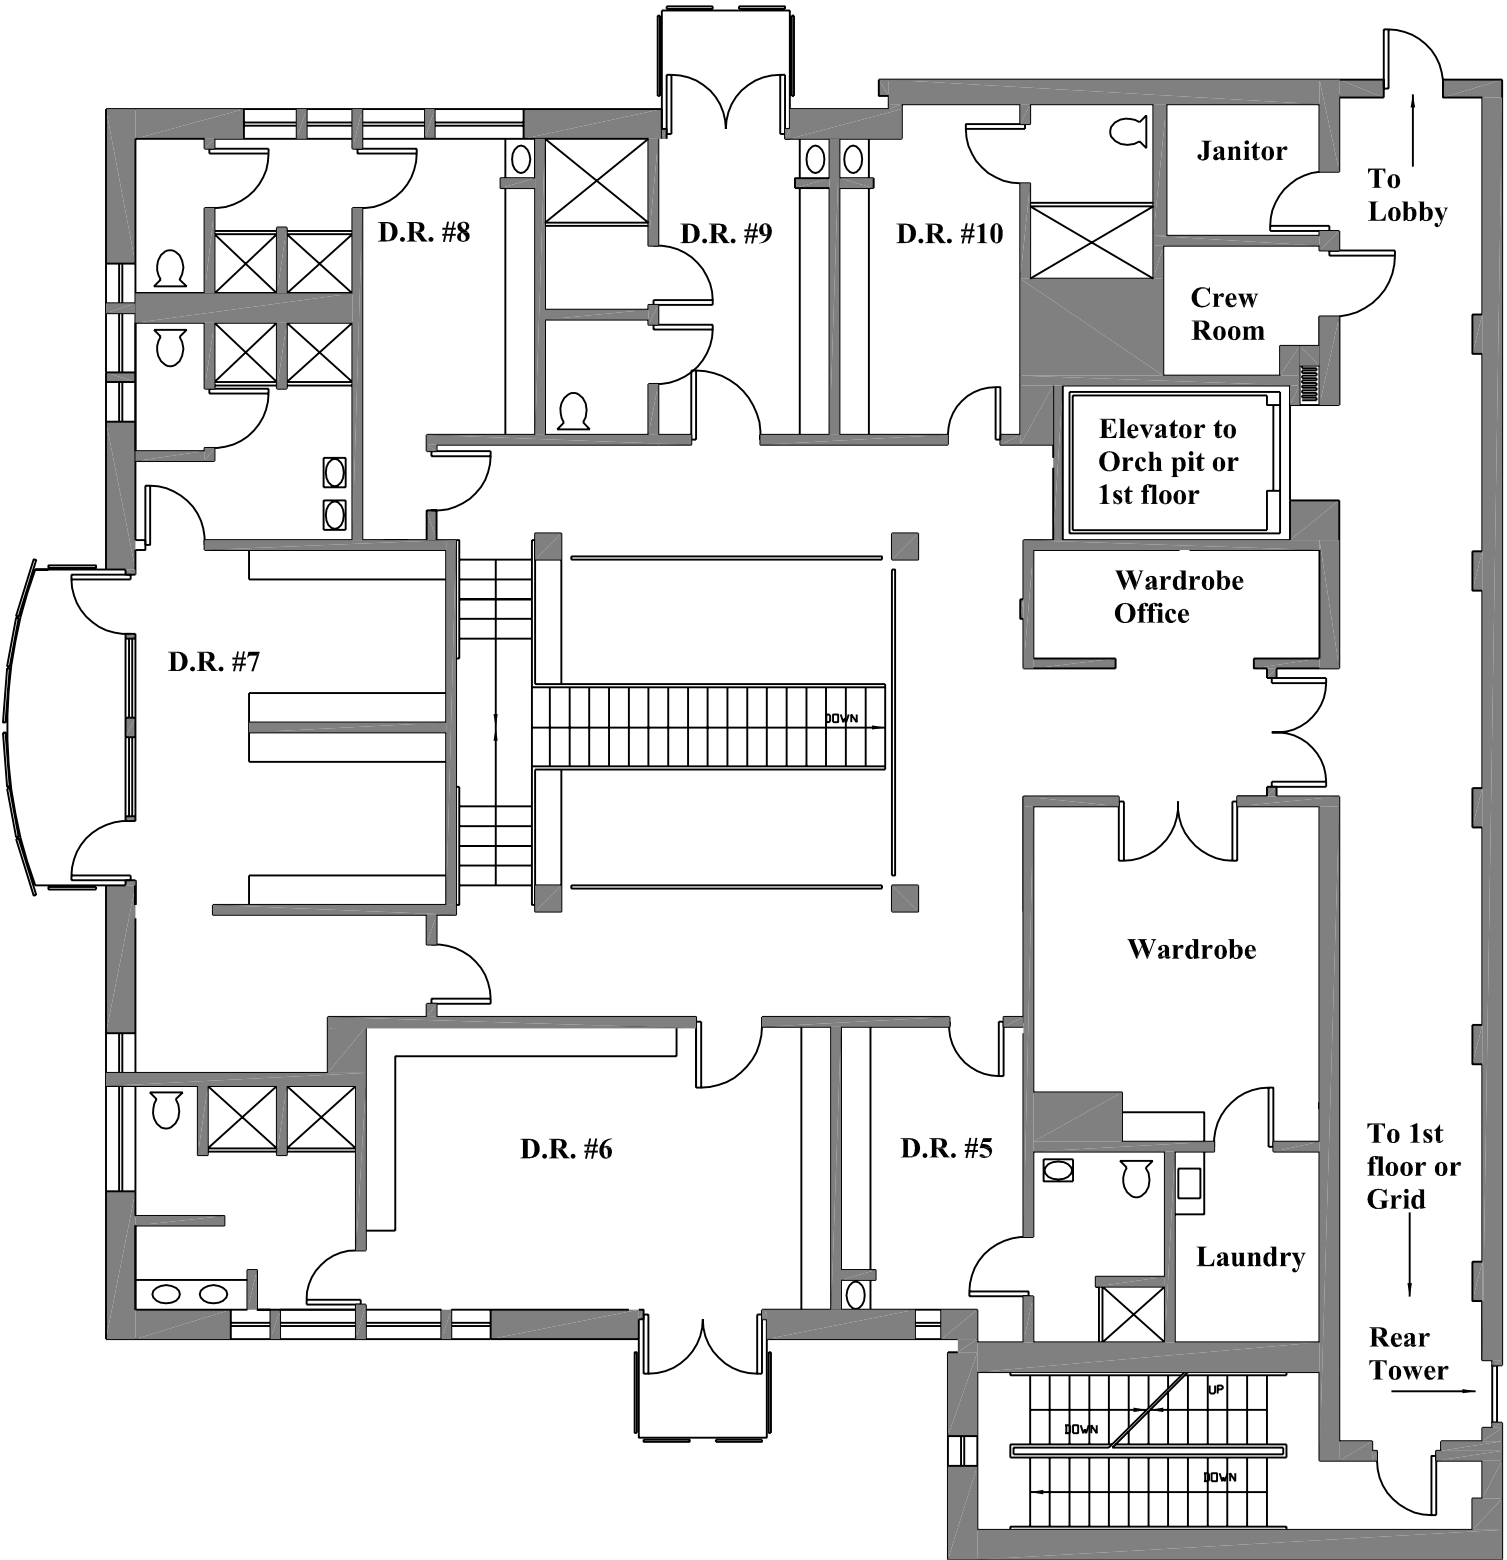 Janitor
To
Lobby
D.R. #8
D.R. #9
D.R. #10
Crew
Room
Elevator to
Orch pit or
1st floor
Wardrobe
Office
D.R. #7
DOWN
Wardrobe
To 1st
floor or
Grid
D.R. #6
D.R. #5
Laundry
Rear
Tower
UP
DOWN
DOWN